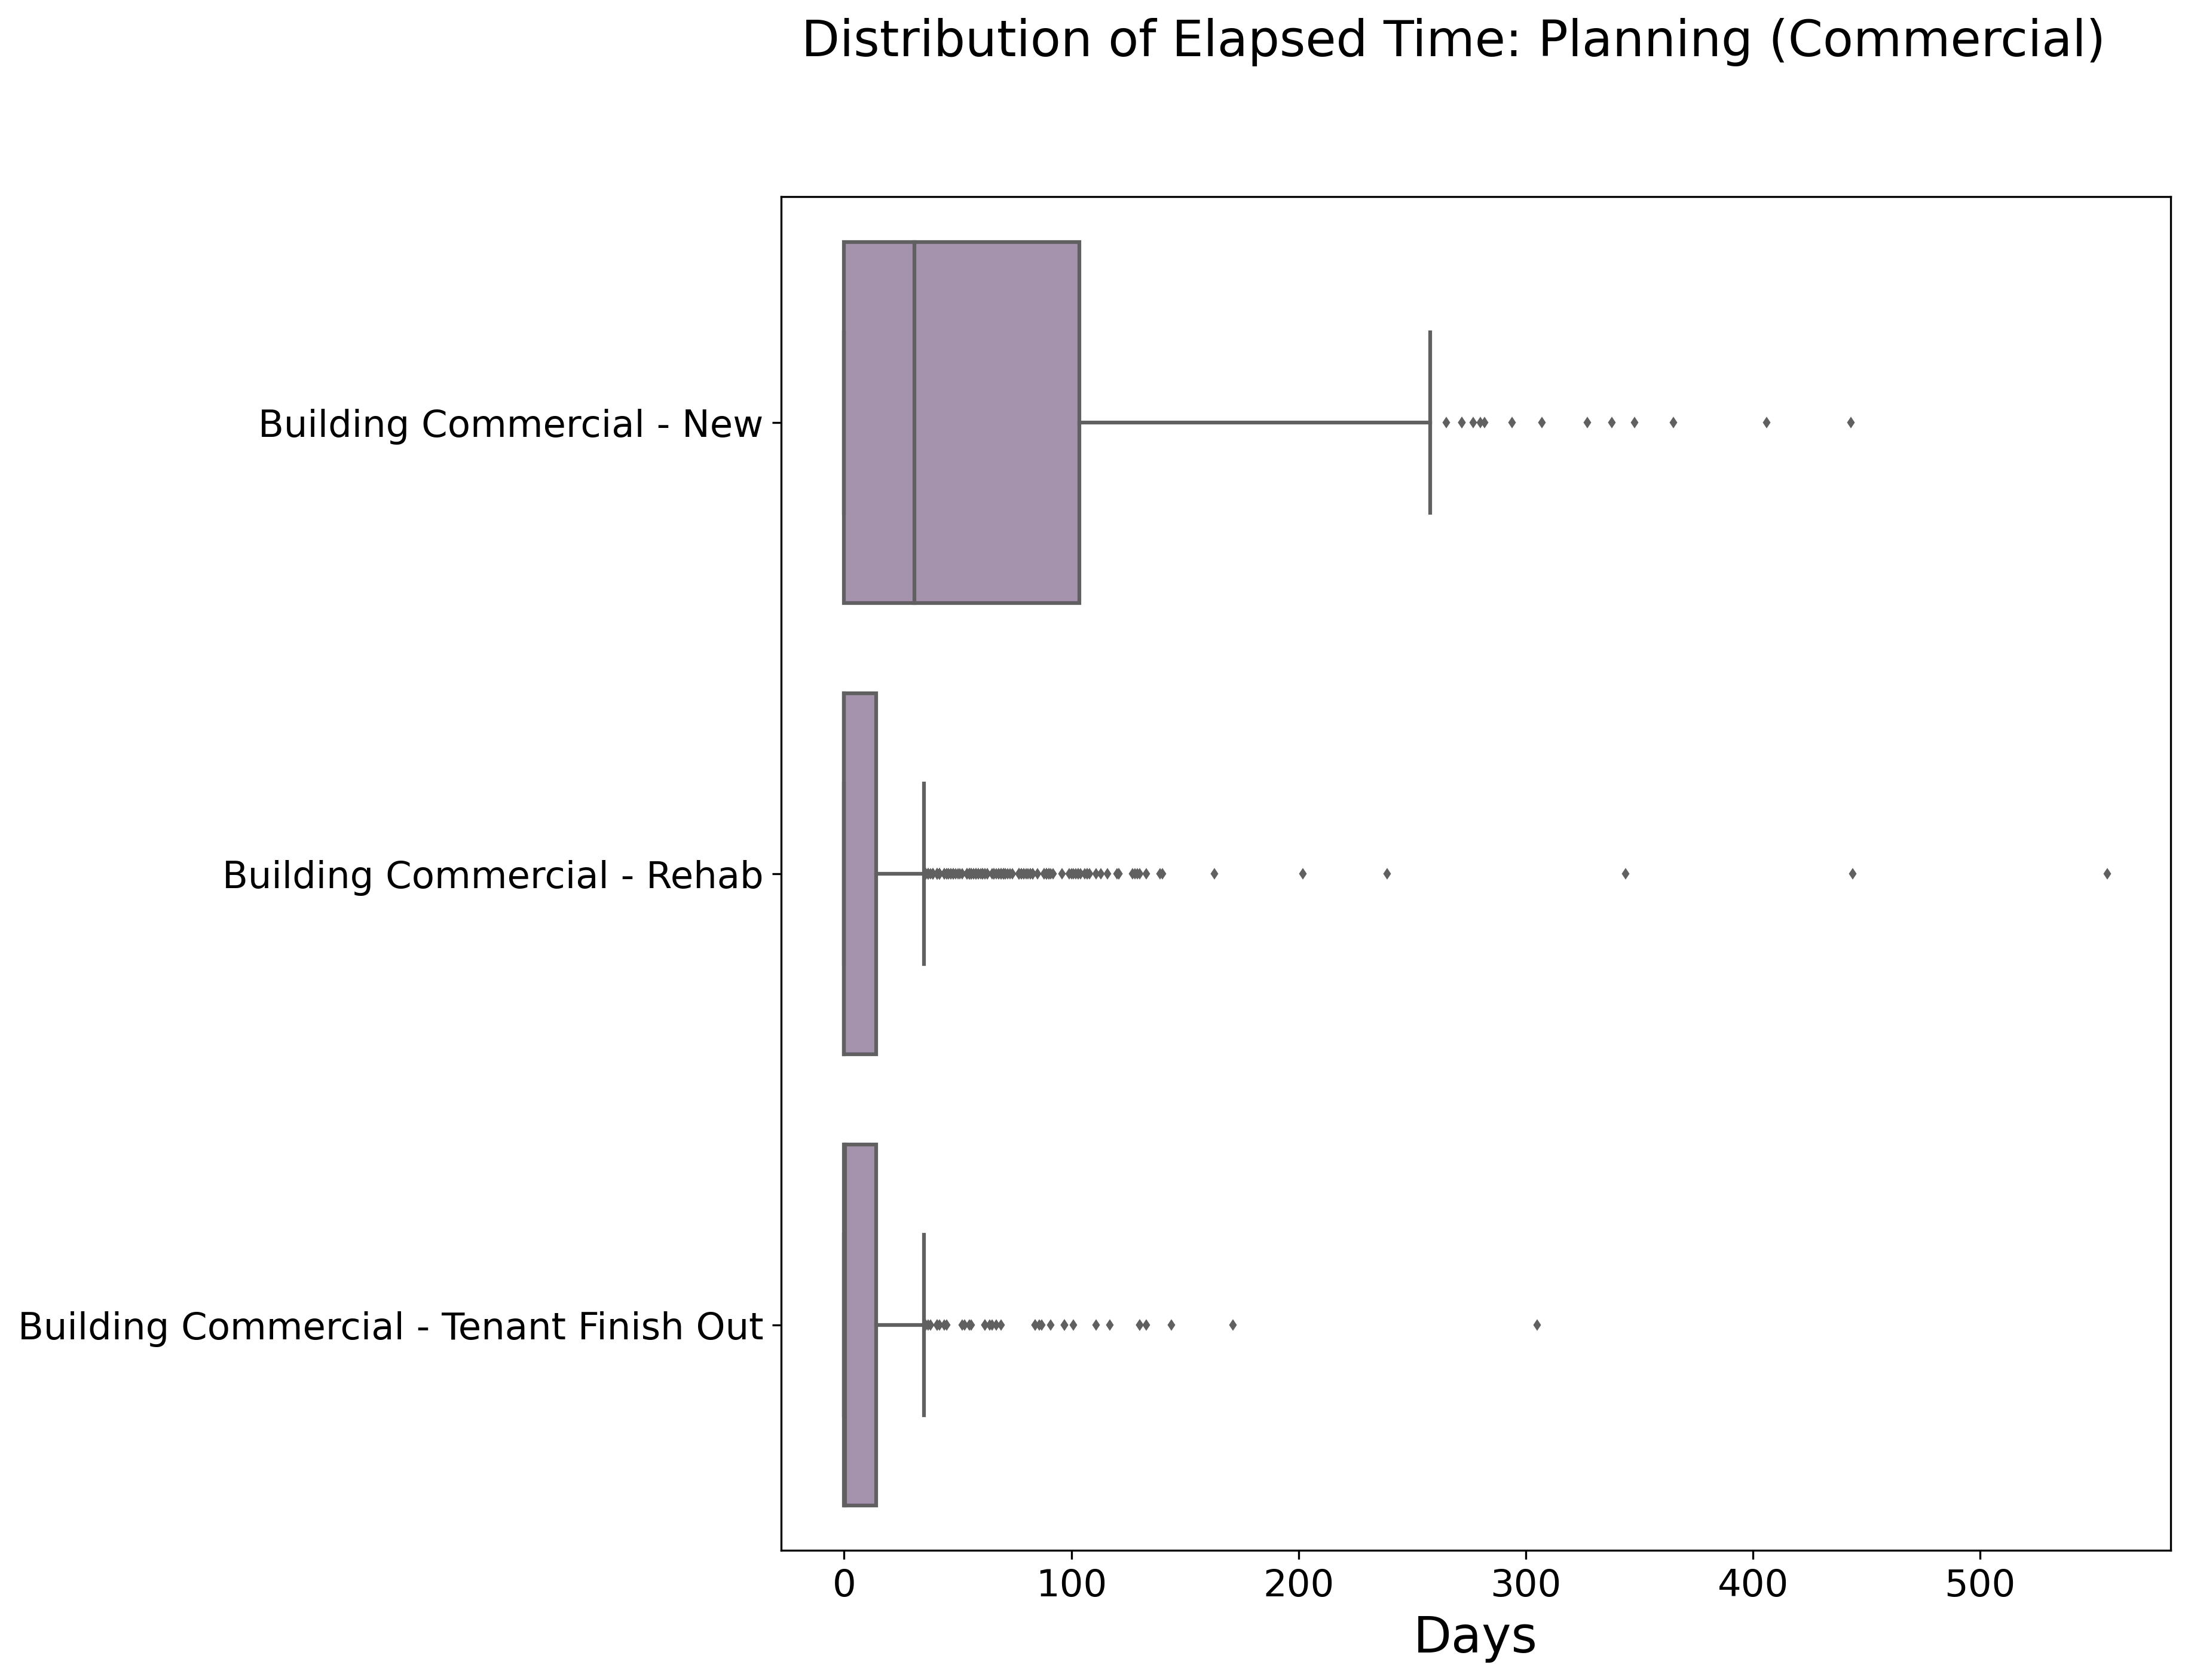 Distribution of Elapsed Time: Planning (Commercial)
Building Commercial - New
Building Commercial - Rehab
Building Commercial - Tenant Finish Out
0 100 200 300 400 500
Days